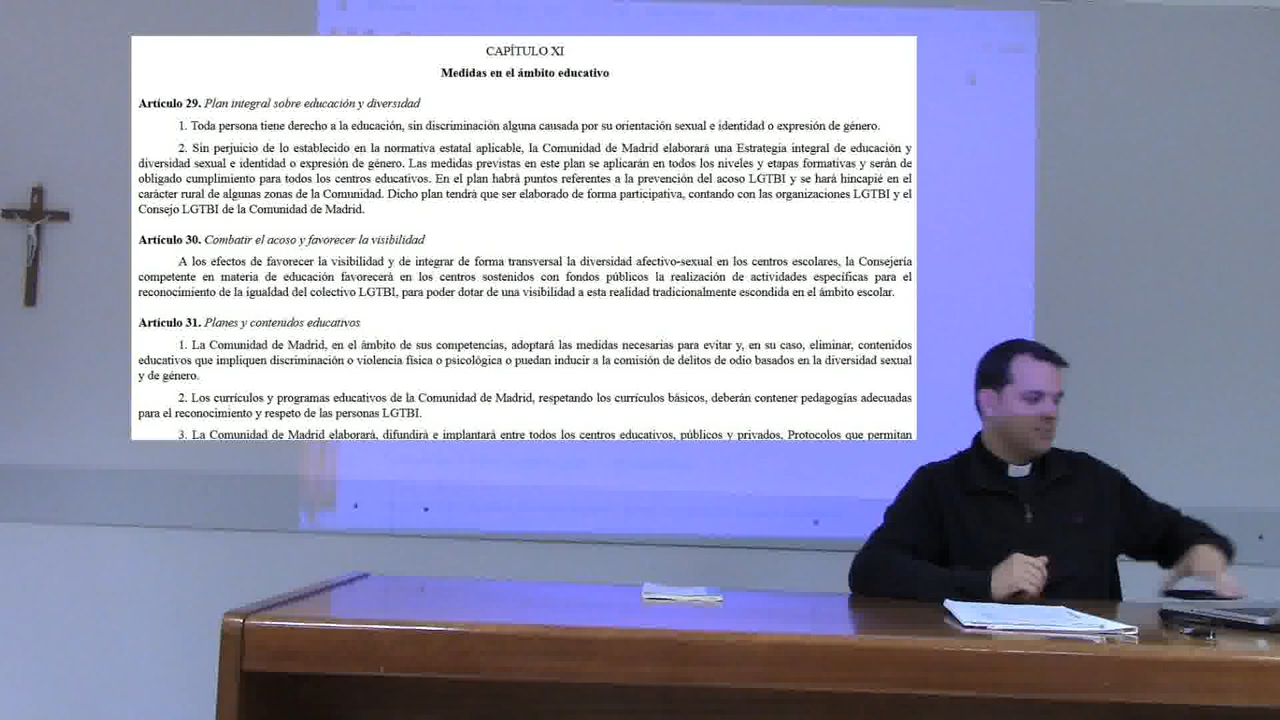 CAPÍTULO XI
Medidas en el ámbito educativo
Artículo 29. Plan integral sobre educación y diversidad
1. Toda persona tiene derecho a la educación, sin discriminación alguna causada por su orientación sexual e identidad o expresión de género.
2. Sin perjuicio de lo establecido en la normativa estatal aplicable, la Comunidad de Madrid elaborará una Estrategia integral de educación y
diversidad sexual e identidad o expresión de género. Las medidas previstas en este plan se aplicarán en todos los niveles y etapas formativas y serán de
obligado cumplimiento para todos los centros educativos. En el plan habrá puntos referentes a la prevención del acoso LGTBI y se hará hincapié en el
carácter rural de algunas zonas de la Comunidad. Dicho plan tendrá que ser elaborado de forma participativa, contando con las organizaciones LGTBI y el
Consejo LGTBI de la Comunidad de Madrid.
Artículo 30. Combatir el acoso y favorecer la visibilidad
A los efectos de favorecer la visibilidad y de integrar de forma transversal la diversidad afectivo-sexual en los centros escolares, la Consejería
competente en materia de educación favorecerá en los centros sostenidos con fondos públicos la realización de actividades específicas para el
reconocimiento de la igualdad del colectivo LGTBI, para poder dotar de una visibilidad a esta realidad tradicionalmente escondida en el ámbito escolar.
Artículo 31. Planes y contenidos educativos
1. La Comunidad de Madrid, en el ámbito de sus competencias, adoptará las medidas necesarias para evitar y, en su caso, eliminar, contenidos
educativos que impliquen discriminación o violencia física o psicológica o puedan inducir a la comisión de delitos de odio basados en la diversidad sexual
y de género.
2. Los currículos y programas educativos de la Comunidad de Madrid, respetando los currículos básicos, deberán contener pedagogías adecuadas
para el reconocimiento y respeto de las personas LGTBI.
3. La Comunidad de Madrid elaborará, difundirá e implantará entre todos los centros educativos, públicos y privados, Protocolos que permitan